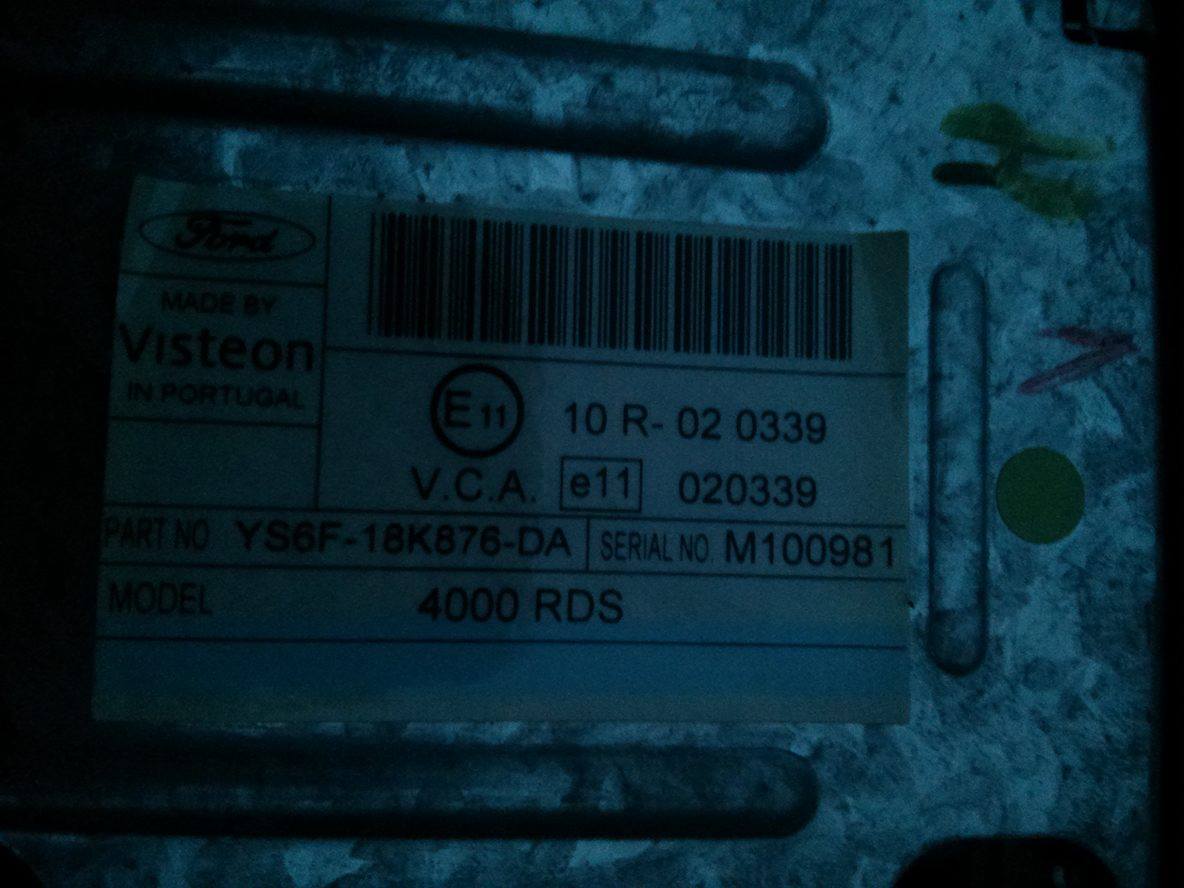 Ford
MADE BY
Visteon
IN PORTUGAL
E 11
10 R- 02 0339
V.C.A. e11 020339
PART NO YS6F-18K876-DA SERIAL NO. M100981
MODEL 4000 RDS